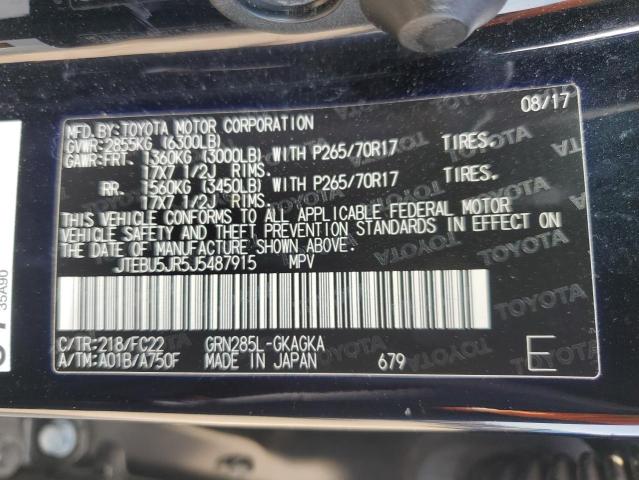 08/17
MFD. BY: TOYOTA MOTOR CORPORATION
GVWR: 2855KG (6300LB)
GAWR: FRT. 1360KG (3000LB) WITH P265/70R17 TIRES.
17X7 1/2J RIMS.
RR. 1560KG (3450LB) WITH P265/70R17 TIRES.
17X7 1/2J RIMS.
THIS VEHICLE CONFORMS TO ALL APPLICABLE FEDERAL MOTOR
VEHICLE SAFETY AND THEFT PREVENTION STANDARDS IN EFFECT ON
THE DATE OF MANUFACTURE SHOWN ABOVE.
JTEBU5JR5J5487915 MPV
C/TR: 218/FC22 GRN285L-GKAGKA
A/TM: A01B/A750F MADE IN JAPAN 679 E
35A90
TOYOTA